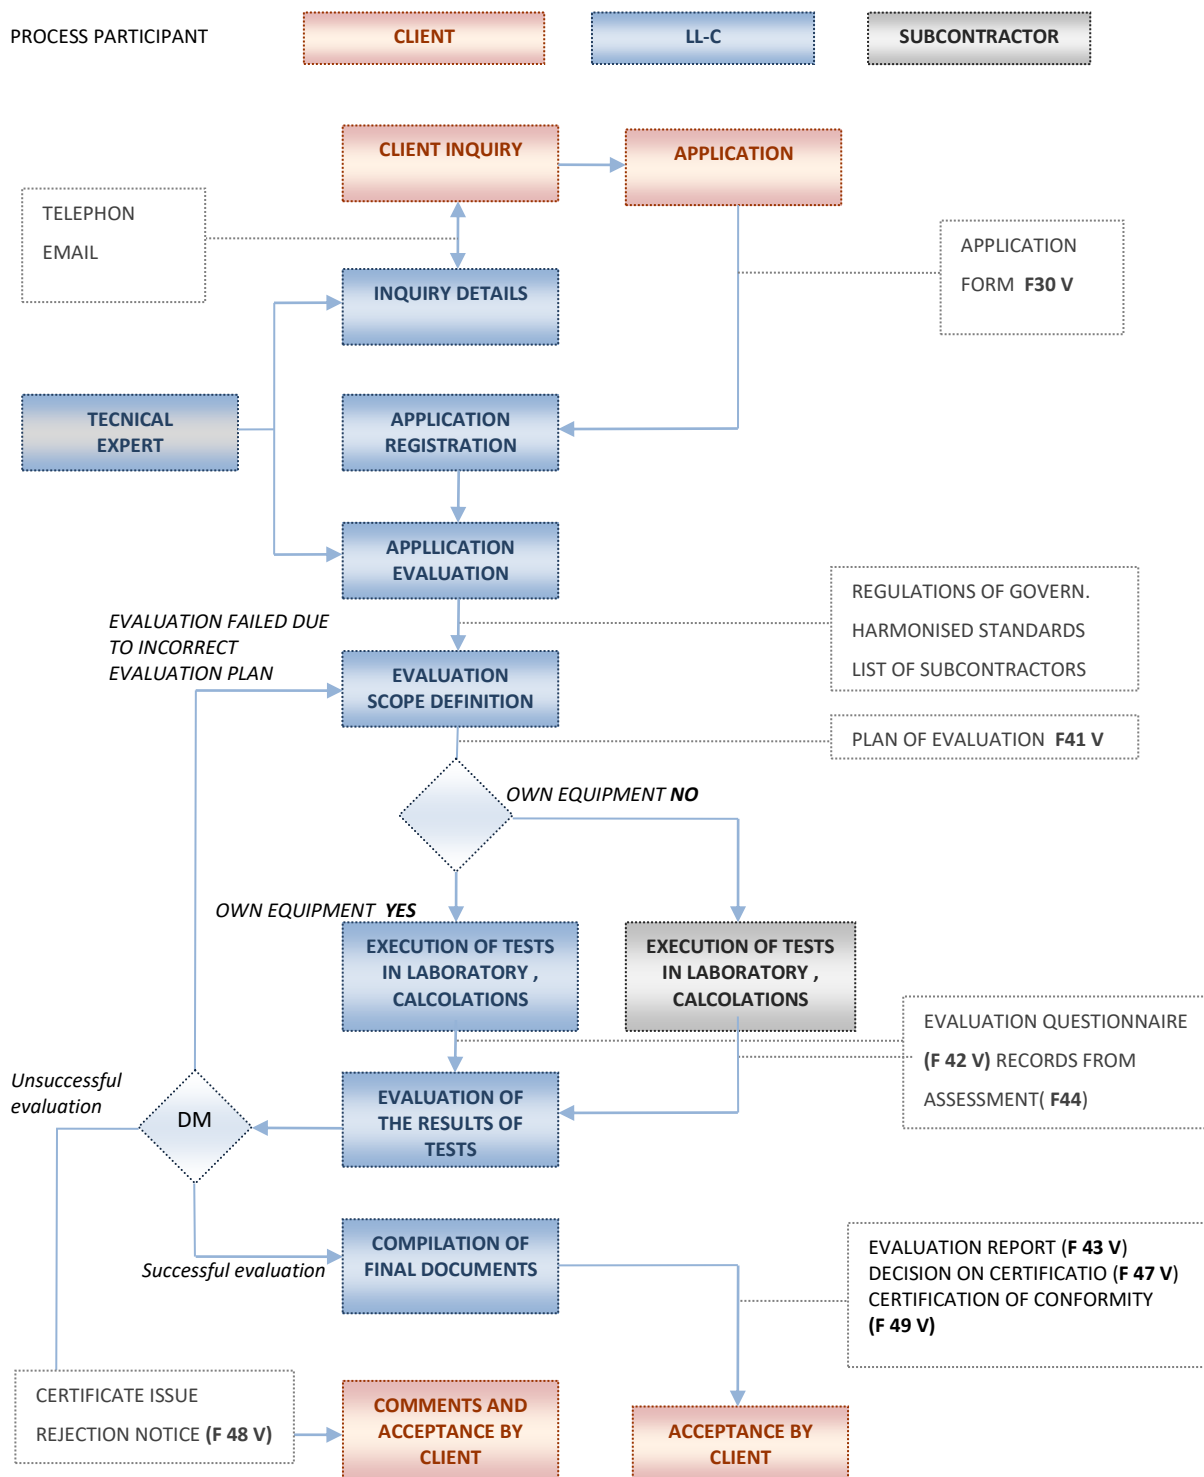 PROCESS PARTICIPANT
CLIENT
LL-C
SUBCONTRACTOR
CLIENT INQUIRY
APPLICATION
TELEPHON
EMAIL
APPLICATION
FORM F30 V
INQUIRY DETAILS
TECNICAL
EXPERT
APPLICATION
REGISTRATION
APPLLICATION
EVALUATION
REGULATIONS OF GOVERN.
HARMONISED STANDARDS
LIST OF SUBCONTRACTORS
EVALUATION FAILED DUE
TO INCORRECT
EVALUATION PLAN
EVALUATION
SCOPE DEFINITION
PLAN OF EVALUATION F41 V
OWN EQUIPMENT NO
OWN EQUIPMENT YES
EXECUTION OF TESTS
IN LABORATORY ,
CALCOLATIONS
EXECUTION OF TESTS
IN LABORATORY ,
CALCOLATIONS
EVALUATION QUESTIONNAIRE
(F 42 V) RECORDS FROM
ASSESSMENT( F44)
Unsuccessful
evaluation
DM
EVALUATION OF
THE RESULTS OF
TESTS
Successful evaluation
COMPILATION OF
FINAL DOCUMENTS
EVALUATION REPORT (F 43 V)
DECISION ON CERTIFICATIO (F 47 V)
CERTIFICATION OF CONFORMITY
(F 49 V)
CERTIFICATE ISSUE
REJECTION NOTICE (F 48 V)
COMMENTS AND
ACCEPTANCE BY
CLIENT
ACCEPTANCE BY
CLIENT